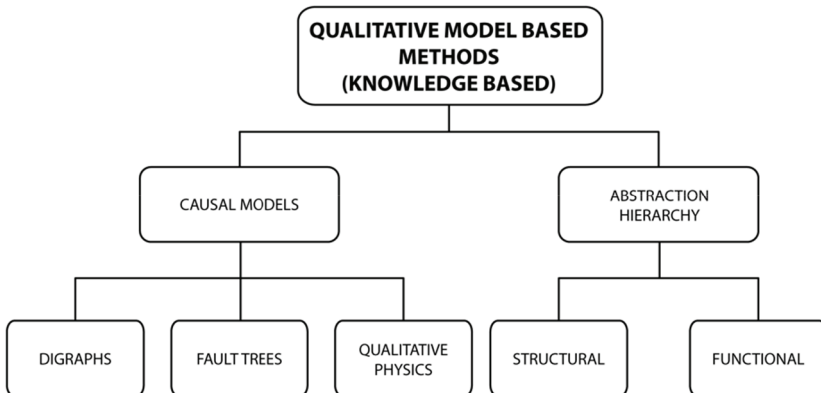 QUALITATIVE MODEL BASED
METHODS
(KNOWLEDGE BASED)
CAUSAL MODELS
ABSTRACTION
HIERARCHY
DIGRAPHS
FAULT TREES
QUALITATIVE
PHYSICS
STRUCTURAL
FUNCTIONAL